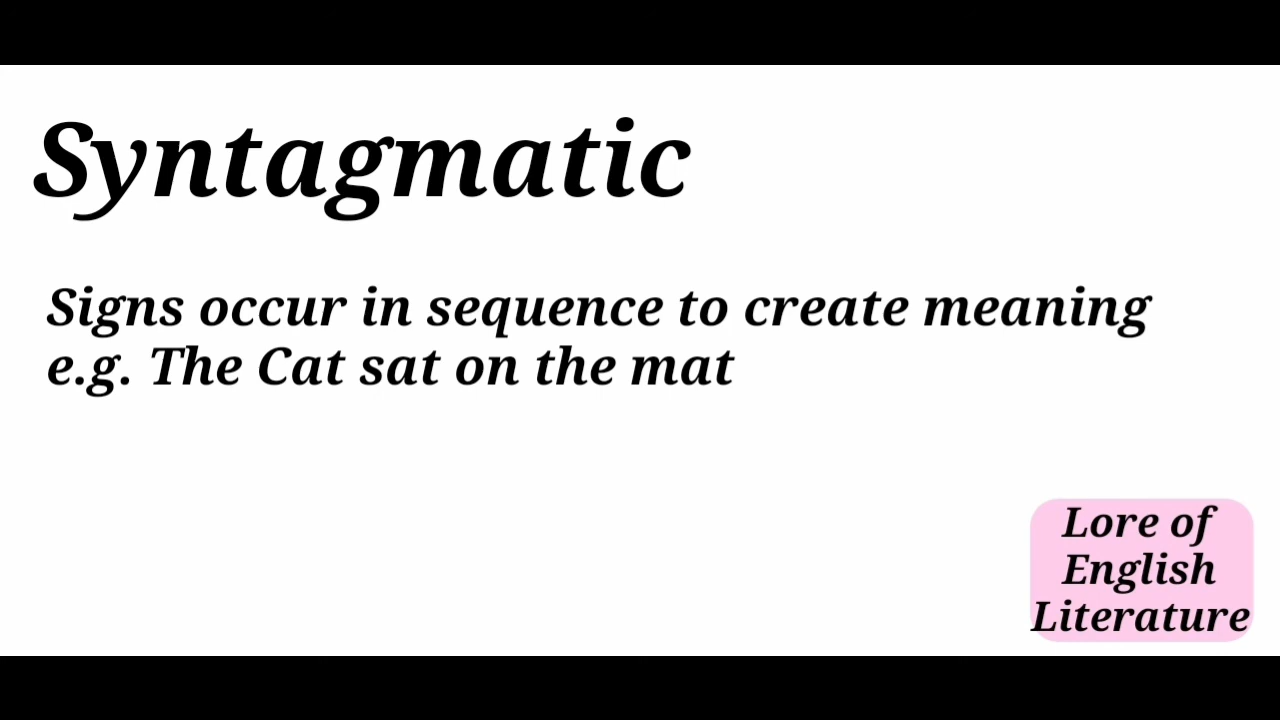 Syntagmatic
Signs occur in sequence to create meaning
e.g. The Cat sat on the mat
Lore of
English
Literature